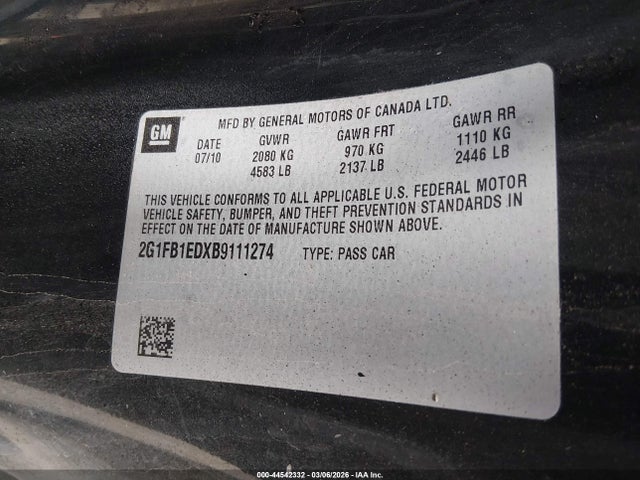 MFD BY GENERAL MOTORS OF CANADA LTD.
GM
DATE GVWR GAWR FRT GAWR RR
07/10 2080 KG 970 KG 1110 KG
4583 LB 2137 LB 2446 LB
THIS VEHICLE CONFORMS TO ALL APPLICABLE U.S. FEDERAL MOTOR
VEHICLE SAFETY, BUMPER, AND THEFT PREVENTION STANDARDS IN
EFFECT ON THE DATE OF MANUFACTURE SHOWN ABOVE.
2G1FB1EDXB9111274 TYPE: PASS CAR
000-44542332 - 03/06/2026 - IAA Inc.